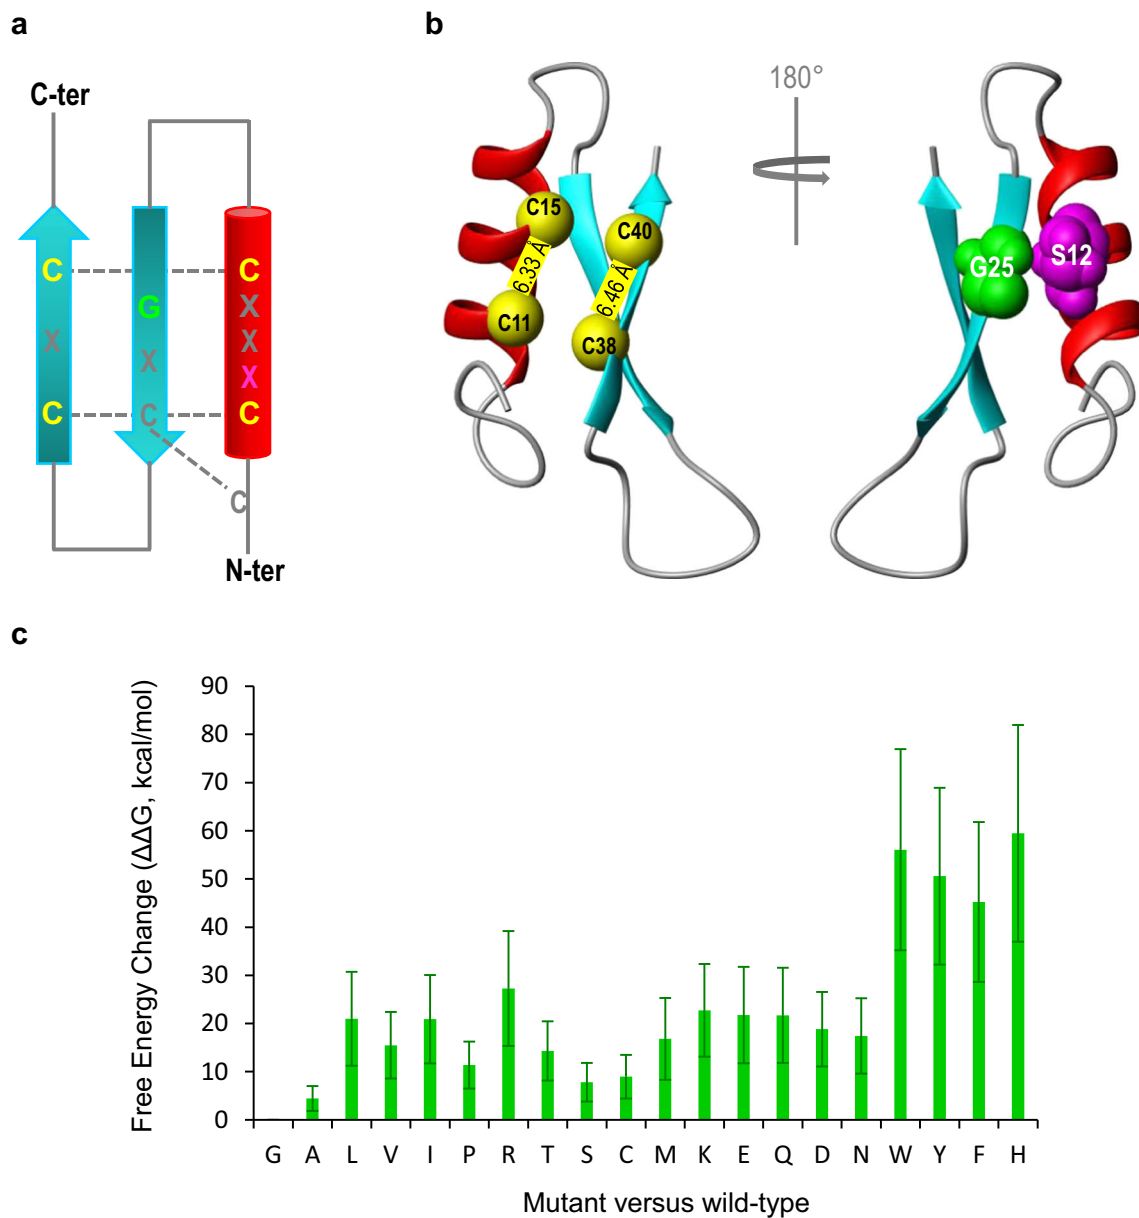 a
b
C-ter
180°
C
C
G
X
X
X
X
X
X
C
C
C
C
N-ter
C15
C40
6.33 Å
6.46 Å
C11
C38
G25
S12
c
Free Energy Change (ΔΔG, kcal/mol)
90
80
70
60
50
40
30
20
10
0
G A L V I P R T S C M K E Q D N W Y F H
Mutant versus wild-type